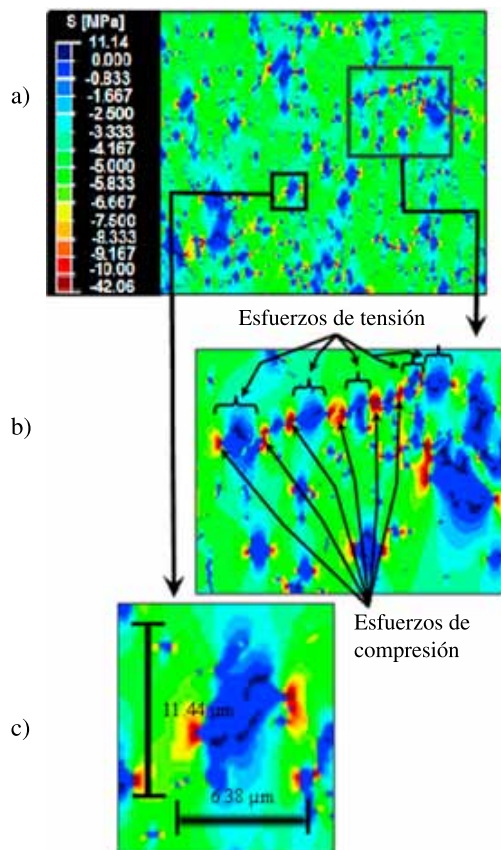 a)
S [MPa]
11.14
0.000
-0.833
-1.667
-2.500
-3.333
-4.167
-5.000
-5.833
-6.667
-7.500
-8.333
-9.167
-10.00
-42.06
Esfuerzos de tensión
b)
Esfuerzos de
compresión
c)
11.44 µm
6.38 µm